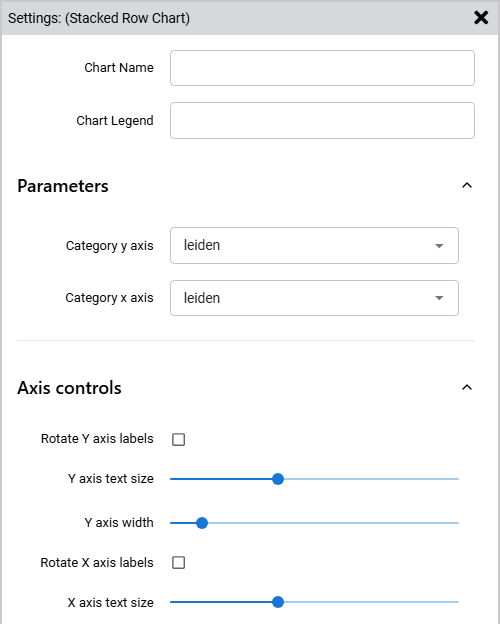 Settings: (Stacked Row Chart)
Chart Name
Chart Legend
Parameters
Category y axis leiden
Category x axis leiden
Axis controls
Rotate Y axis labels
Y axis text size
Y axis width
Rotate X axis labels
X axis text size